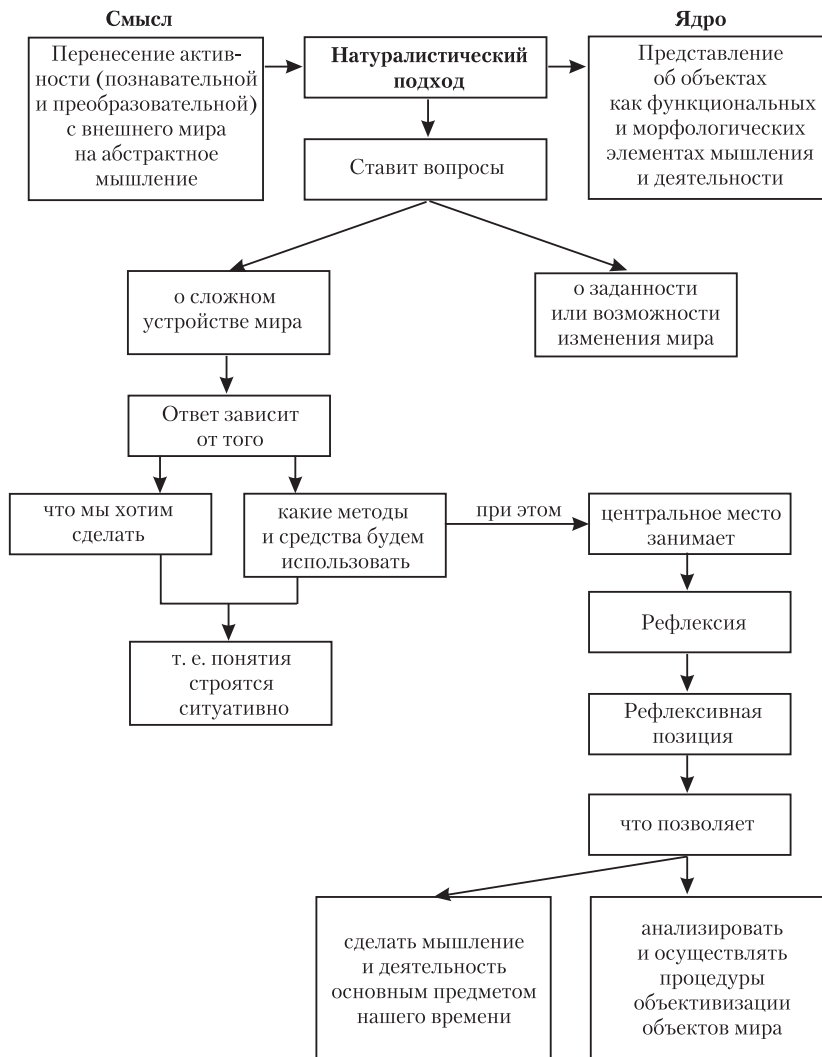 Смысл
Ядро
Перенесение актив-
ности (познавательной
и преобразовательной)
с внешнего мира
на абстрактное
мышление
Натуралистический
подход
Представление
об объектах
как функциональных
и морфологических
элементах мышления
и деятельности
Ставит вопросы
о сложном
устройстве мира
о заданности
или возможности
изменения мира
Ответ зависит
от того
что мы хотим
сделать
какие методы
и средства будем
использовать
при этом
центральное место
занимает
Рефлексия
т. е. понятия
строятся
ситуативно
Рефлексивная
позиция
что позволяет
сделать мышление
и деятельность
основным предметом
нашего времени
анализировать
и осуществлять
процедуры
объективизации
объектов мира